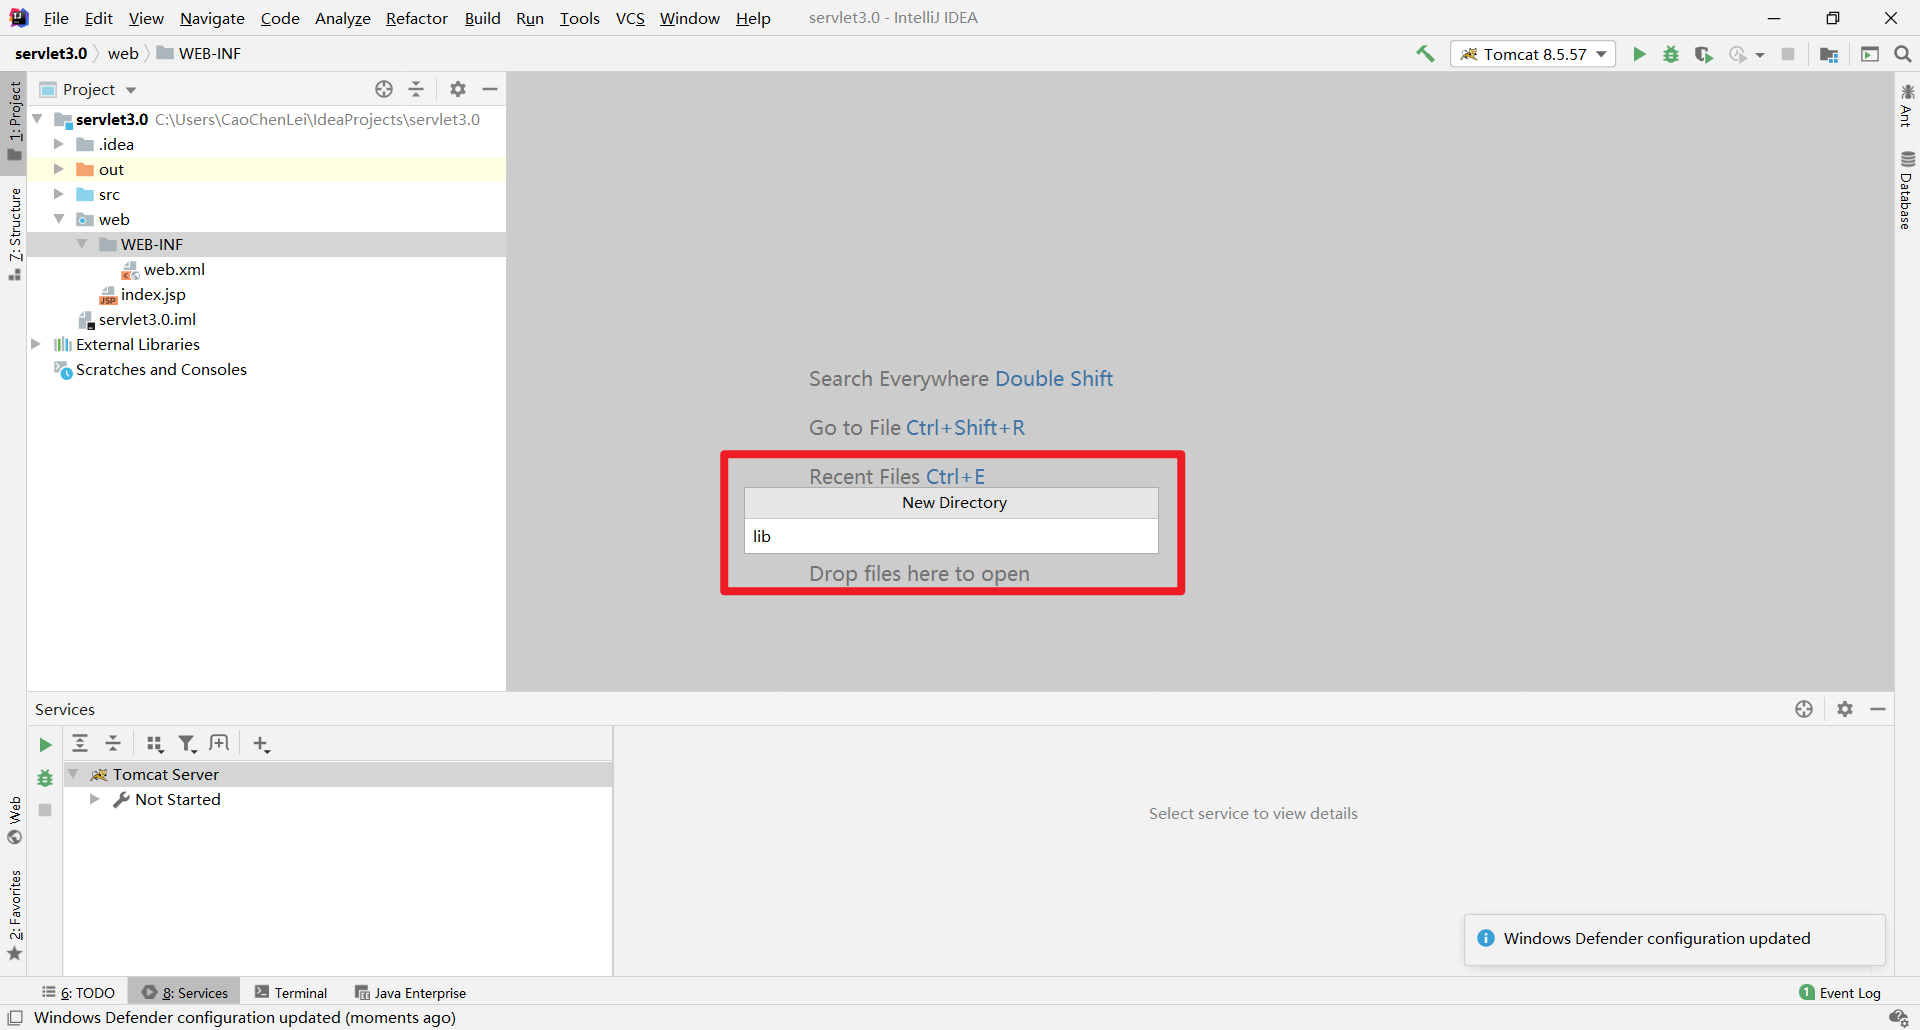 File Edit View Navigate Code Analyze Refactor Build Run Tools VCS Window Help servlet3.0 - IntelliJ IDEA
servlet3.0 web WEB-INF
Tomcat 8.5.57
1: Project
7: Structure
Web
2: Favorites
Project
servlet3.0 C:\Users\CaoChenLei\IdeaProjects\servlet3.0
.idea
out
src
web
WEB-INF
web.xml
JSP index.jsp
servlet3.0.iml
External Libraries
Scratches and Consoles
Search Everywhere Double Shift
Go to File Ctrl+Shift+R
Recent Files Ctrl+E
New Directory
lib
Drop files here to open
Ant
Database
Services
Tomcat Server
Not Started
Select service to view details
Windows Defender configuration updated
6: TODO 8: Services Terminal Java Enterprise 1 Event Log
Windows Defender configuration updated (moments ago)